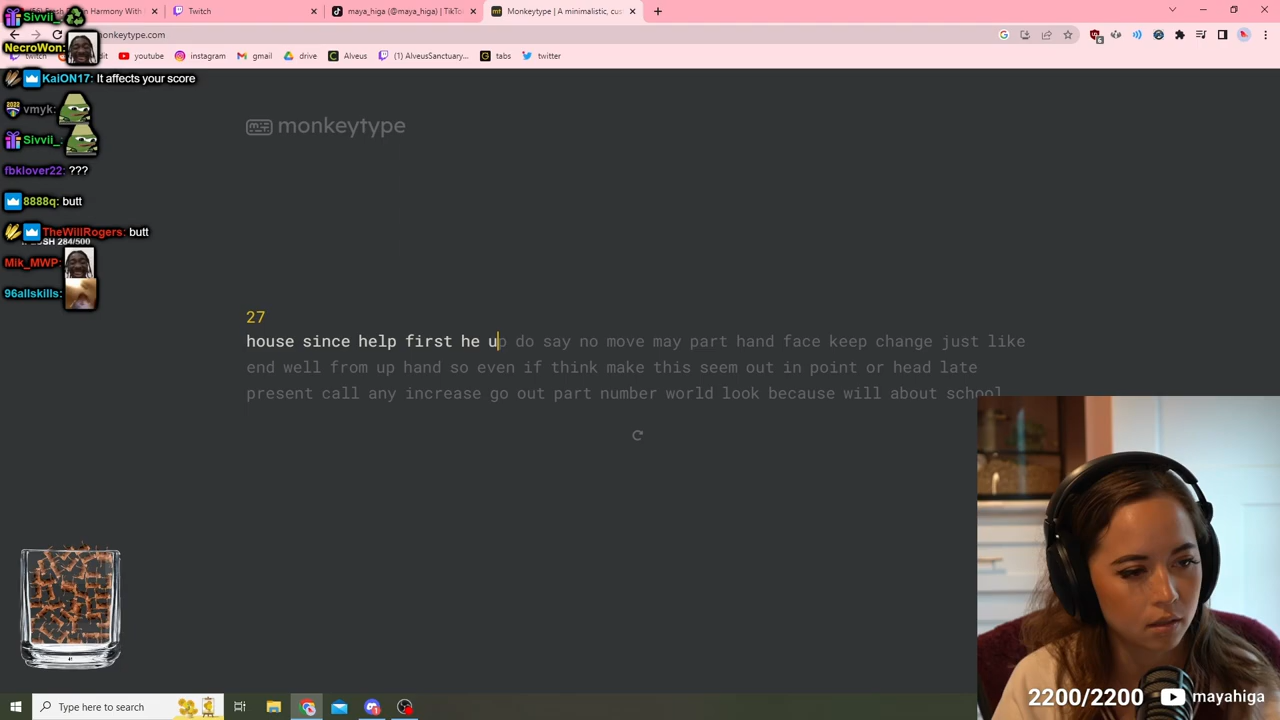 Twitch
maya_higa (@maya_higa) | TikTo
Monkeytype | A minimalistic, cus
monkeytype.com
youtube
instagram
gmail
drive
Alveus
(1) AlveusSanctuary...
tabs
twitter
Sivvii_:
NecroWon:
KaiON17: It affects your score
vmyk:
Sivvii_:
fbklover22: ???
8888q: butt
TheWillRogers: butt
284/500
Mik_MWP:
96allskills:
monkeytype
27
house since help first he up do say no move may part hand face keep change just like
end well from up hand so even if think make this seem out in point or head late
present call any increase go out part number world look because will about school
2200/2200
mayahiga
Type here to search